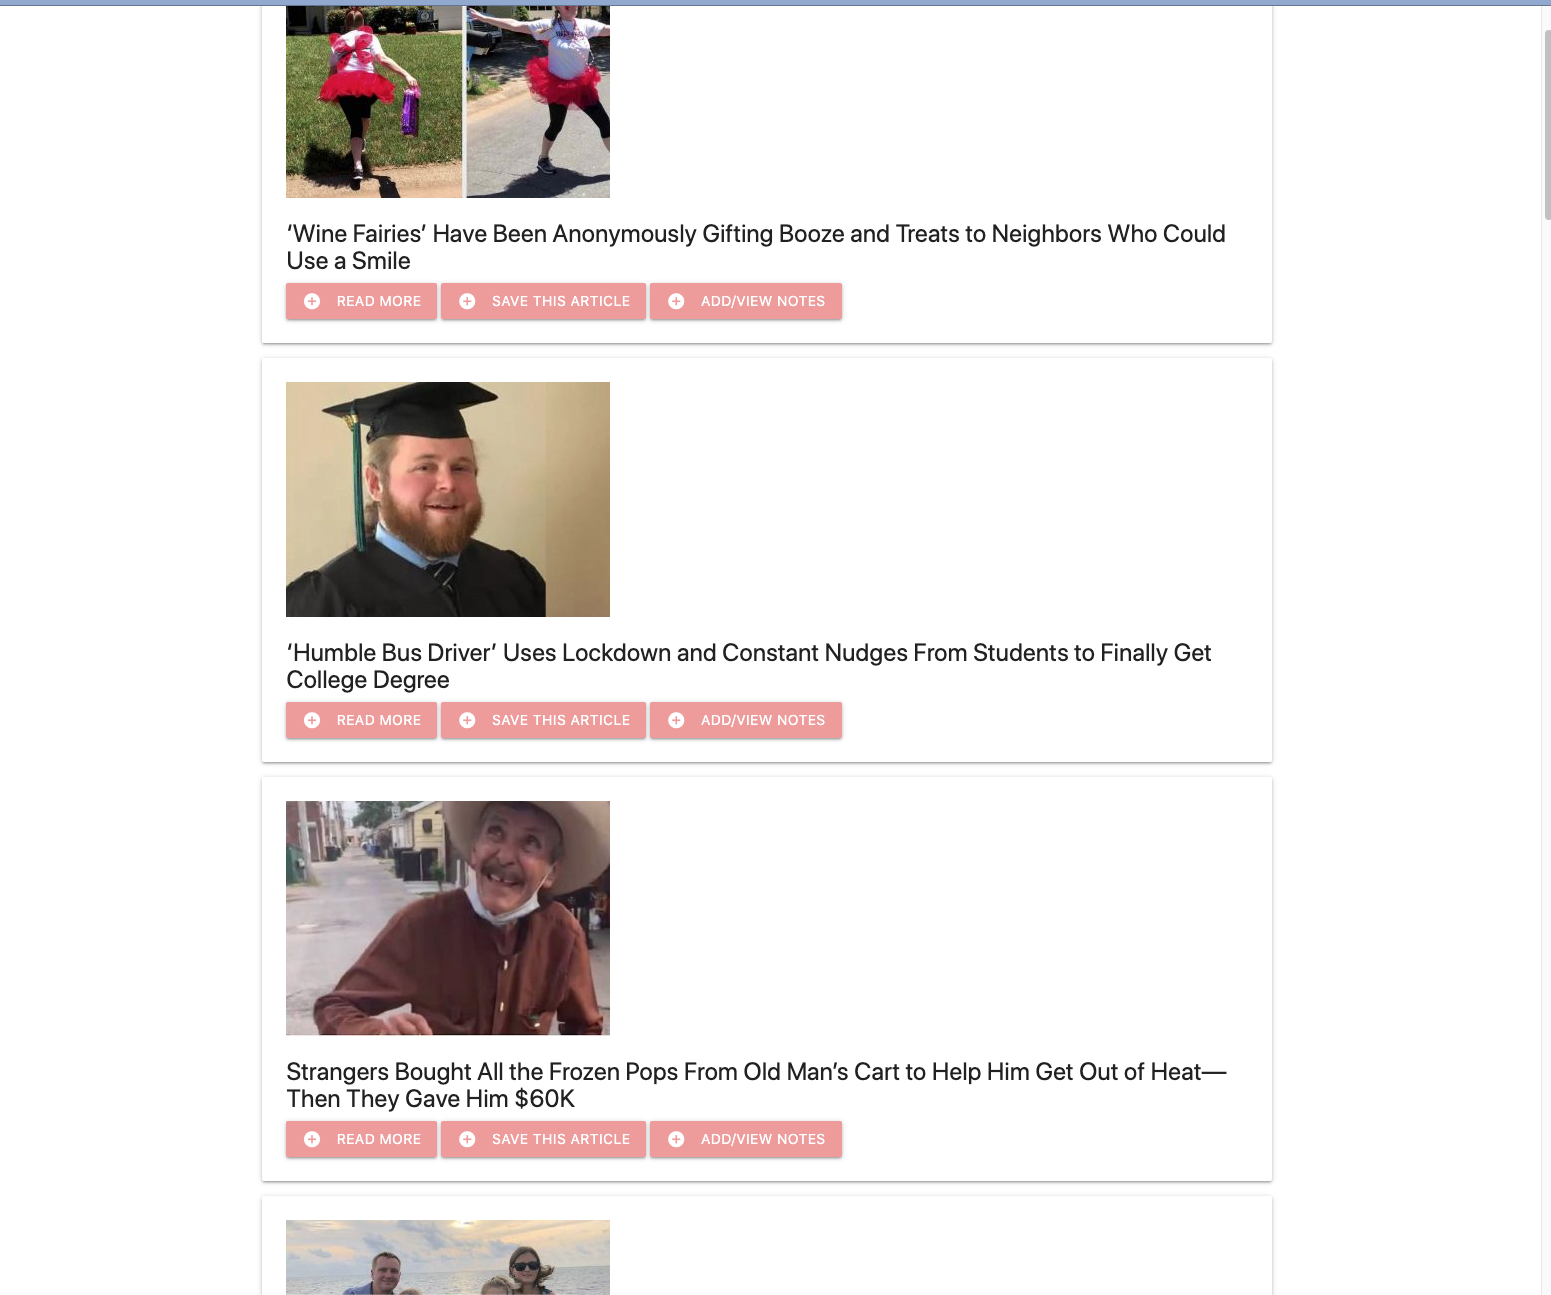 ‘Wine Fairies’ Have Been Anonymously Gifting Booze and Treats to Neighbors Who Could
Use a Smile
READ MORE SAVE THIS ARTICLE ADD/VIEW NOTES
‘Humble Bus Driver’ Uses Lockdown and Constant Nudges From Students to Finally Get
College Degree
READ MORE SAVE THIS ARTICLE ADD/VIEW NOTES
Strangers Bought All the Frozen Pops From Old Man’s Cart to Help Him Get Out of Heat—
Then They Gave Him $60K
READ MORE SAVE THIS ARTICLE ADD/VIEW NOTES